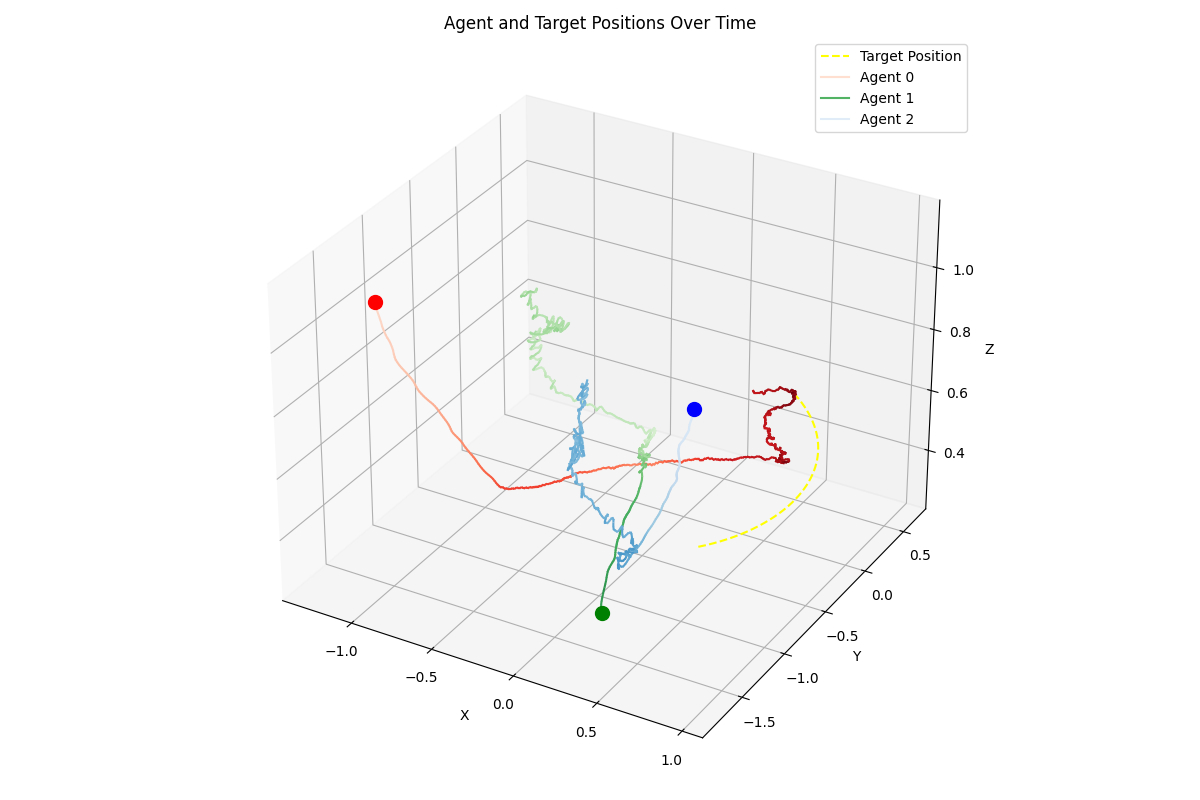 Agent and Target Positions Over Time
Target Position
Agent 0
Agent 1
Agent 2
1.0
0.8
Z
0.6
0.4
0.5
0.0
−0.5
Y
−1.0
−1.5
−1.0
−0.5
0.0
X
0.5
1.0